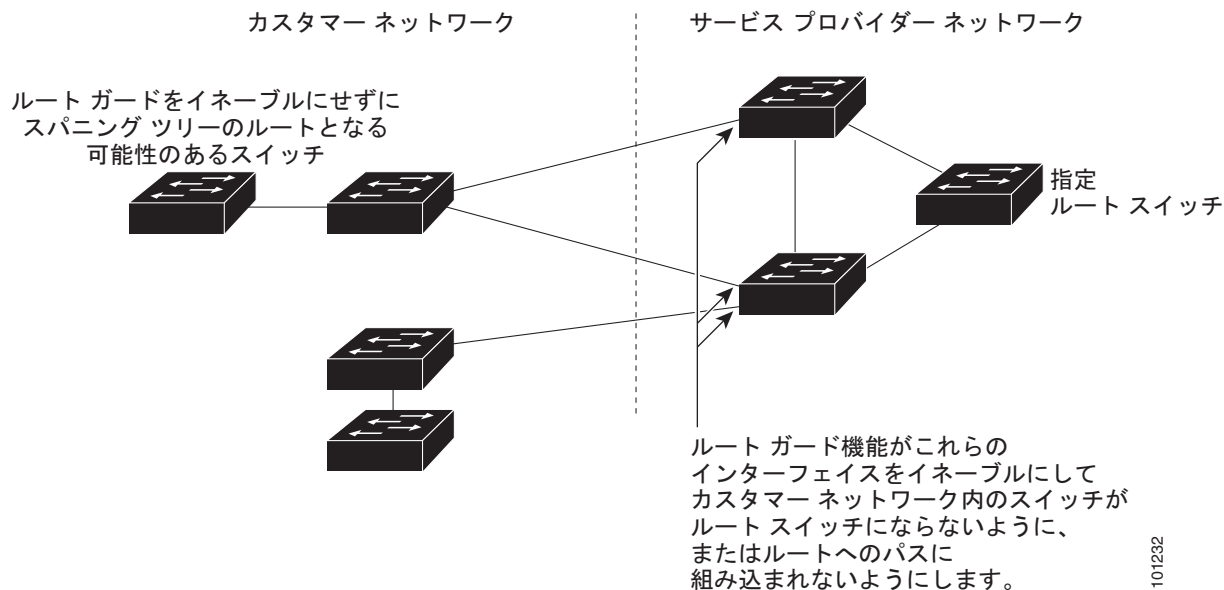 カスタマー ネットワーク
サービス プロバイダー ネットワーク
ルート ガードをイネーブルにせずに
スパニング ツリーのルートとなる
可能性のあるスイッチ
指定
ルート スイッチ
ルート ガード機能がこれらの
インターフェイスをイネーブルにして
カスタマー ネットワーク内のスイッチが
ルート スイッチにならないように、
またはルートへのパスに
組み込まれないようにします。
101232